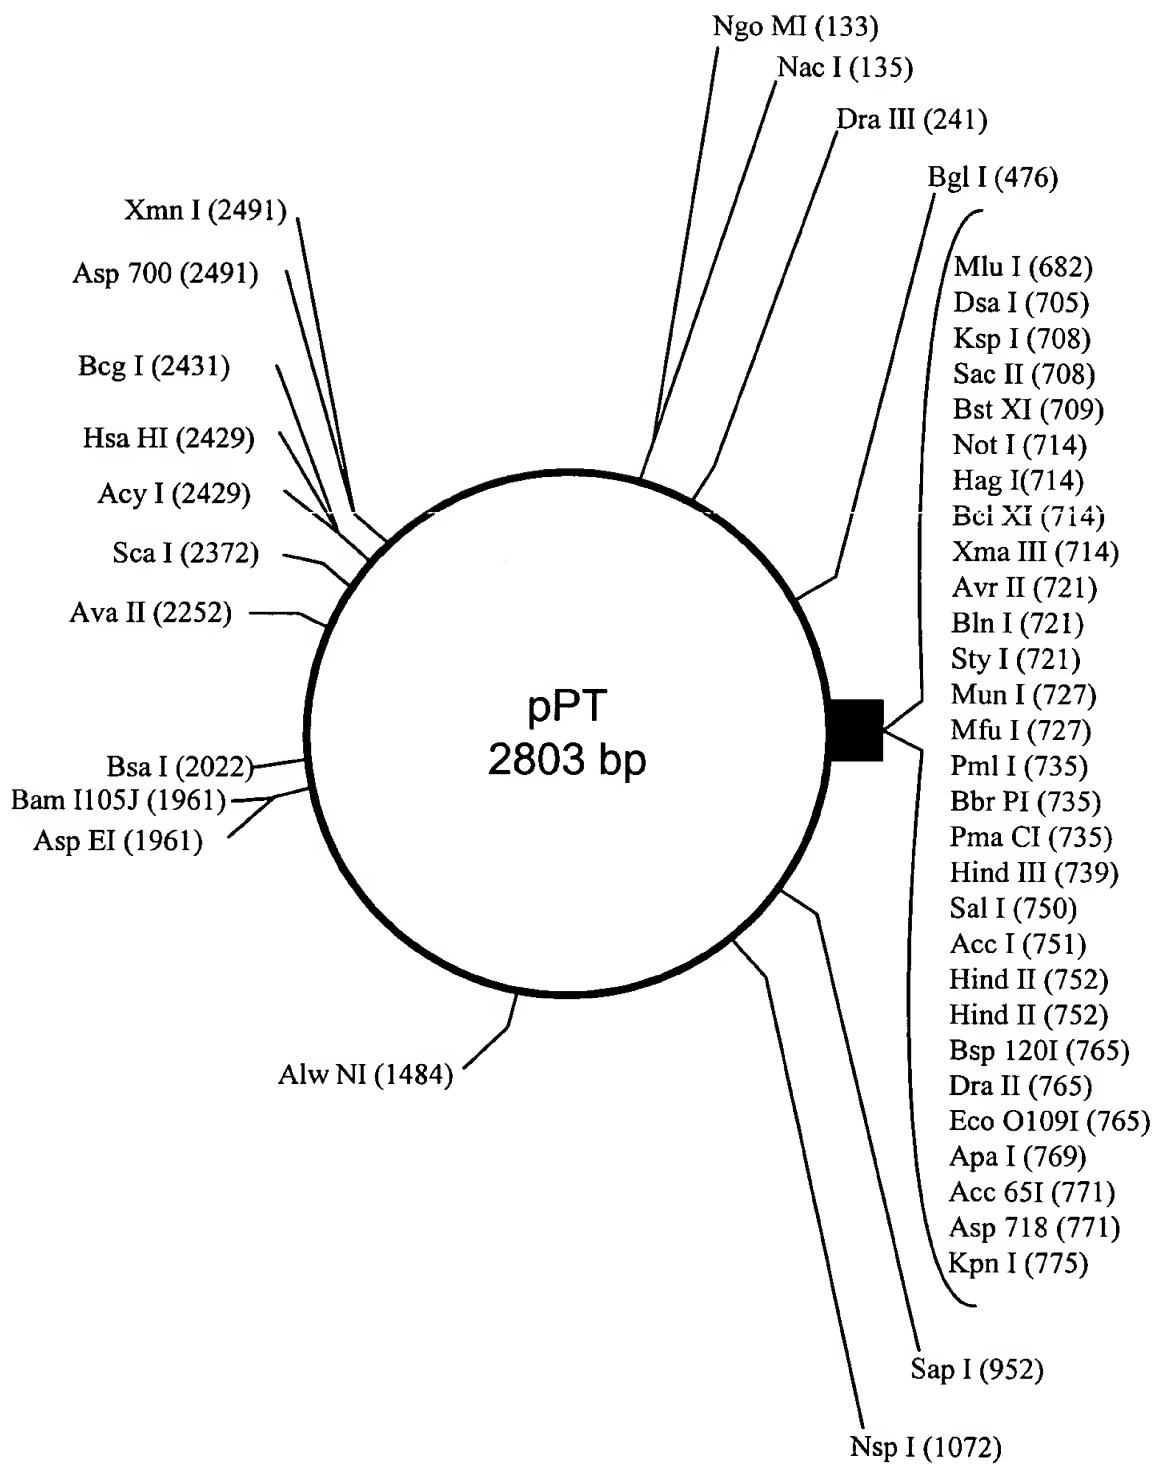 Ngo MI (133)
Nac I (135)
Dra III (241)
Bgl I (476)
Mlu I (682)
Dsa I (705)
Ksp I (708)
Sac II (708)
Bst XI (709)
Not I (714)
Hag I(714)
Bcl XI (714)
Xma III (714)
Avr II (721)
Bln I (721)
Sty I (721)
Mun I (727)
Mfu I (727)
Pml I (735)
Bbr PI (735)
Pma CI (735)
Hind III (739)
Sal I (750)
Acc I (751)
Hind II (752)
Hind II (752)
Bsp 120I (765)
Dra II (765)
Eco O109I (765)
Apa I (769)
Acc 65I (771)
Asp 718 (771)
Kpn I (775)
Sap I (952)
Nsp I (1072)
Alw NI (1484)
Asp EI (1961)
Bam I105J (1961)
Bsa I (2022)
Ava II (2252)
Sca I (2372)
Acy I (2429)
Hsa HI (2429)
Bcg I (2431)
Asp 700 (2491)
Xmn I (2491)
pPT
2803 bp